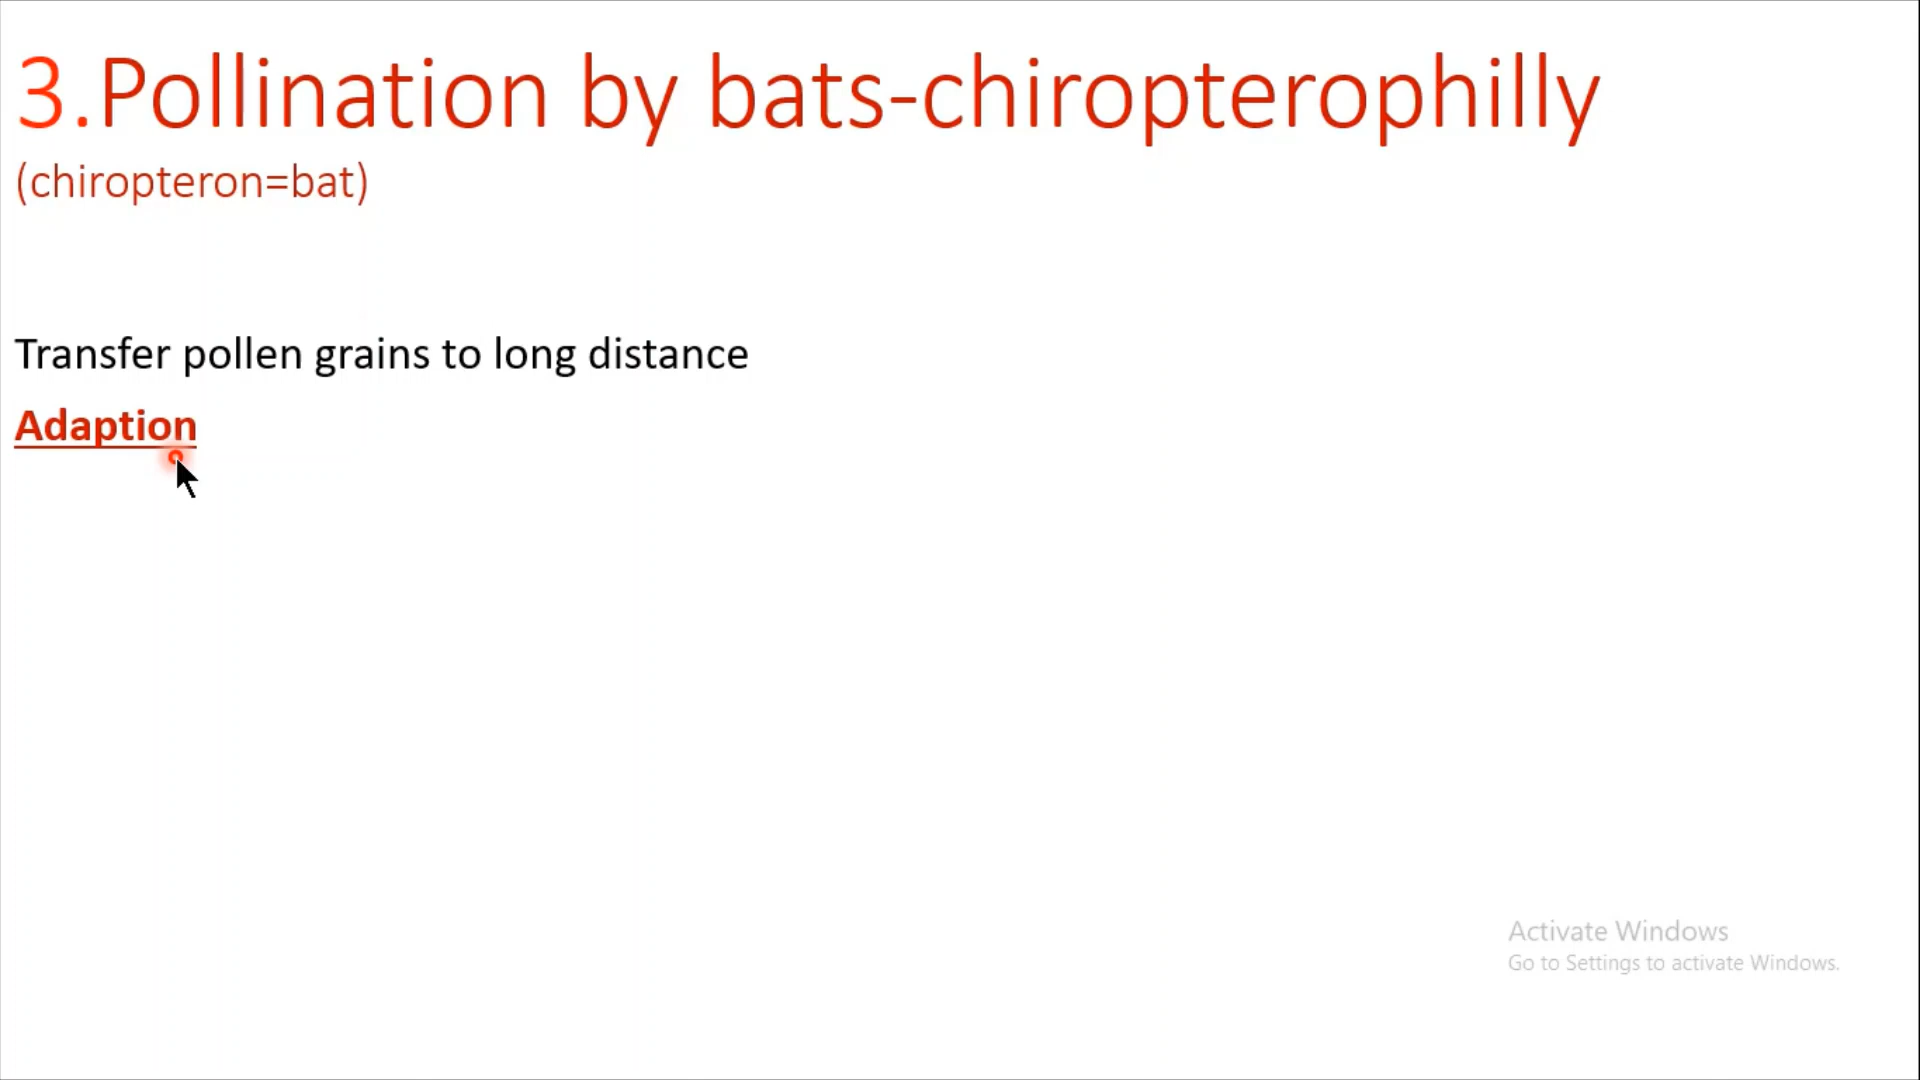 3.Pollination by bats-chiropterophilly
(chiropteron=bat)
Transfer pollen grains to long distance
Adaption
Activate Windows
Go to Settings to activate Windows.